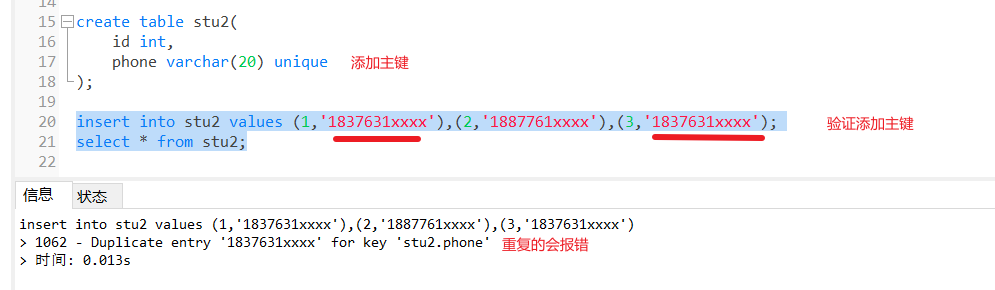 14
15 create table stu2(
16 id int,
17 phone varchar(20) unique 添加主键
18 );
19
20 insert into stu2 values (1,'1837631xxxx'),(2,'1887761xxxx'),(3,'1837631xxxx'); 验证添加主键
21 select * from stu2;
22
信息 状态
insert into stu2 values (1,'1837631xxxx'),(2,'1887761xxxx'),(3,'1837631xxxx')
> 1062 - Duplicate entry '1837631xxxx' for key 'stu2.phone' 重复的会报错
> 时间: 0.013s